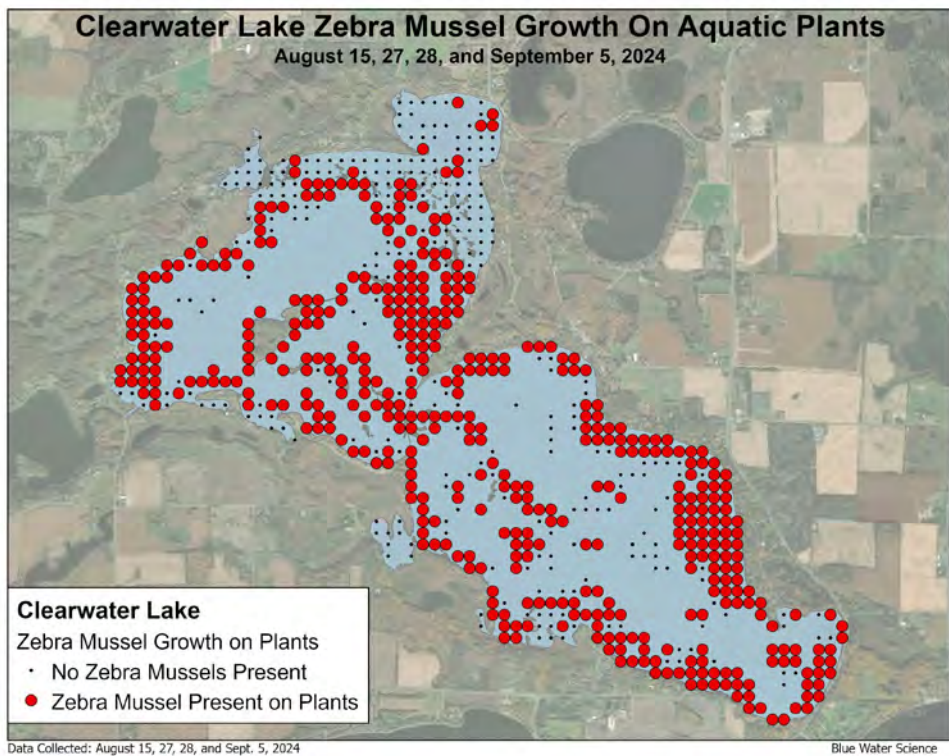 Clearwater Lake Zebra Mussel Growth On Aquatic Plants
August 15, 27, 28, and September 5, 2024
Clearwater Lake
Zebra Mussel Growth on Plants
No Zebra Mussels Present
Zebra Mussel Present on Plants
Data Collected: August 15, 27, 28, and Sept. 5, 2024
Blue Water Science